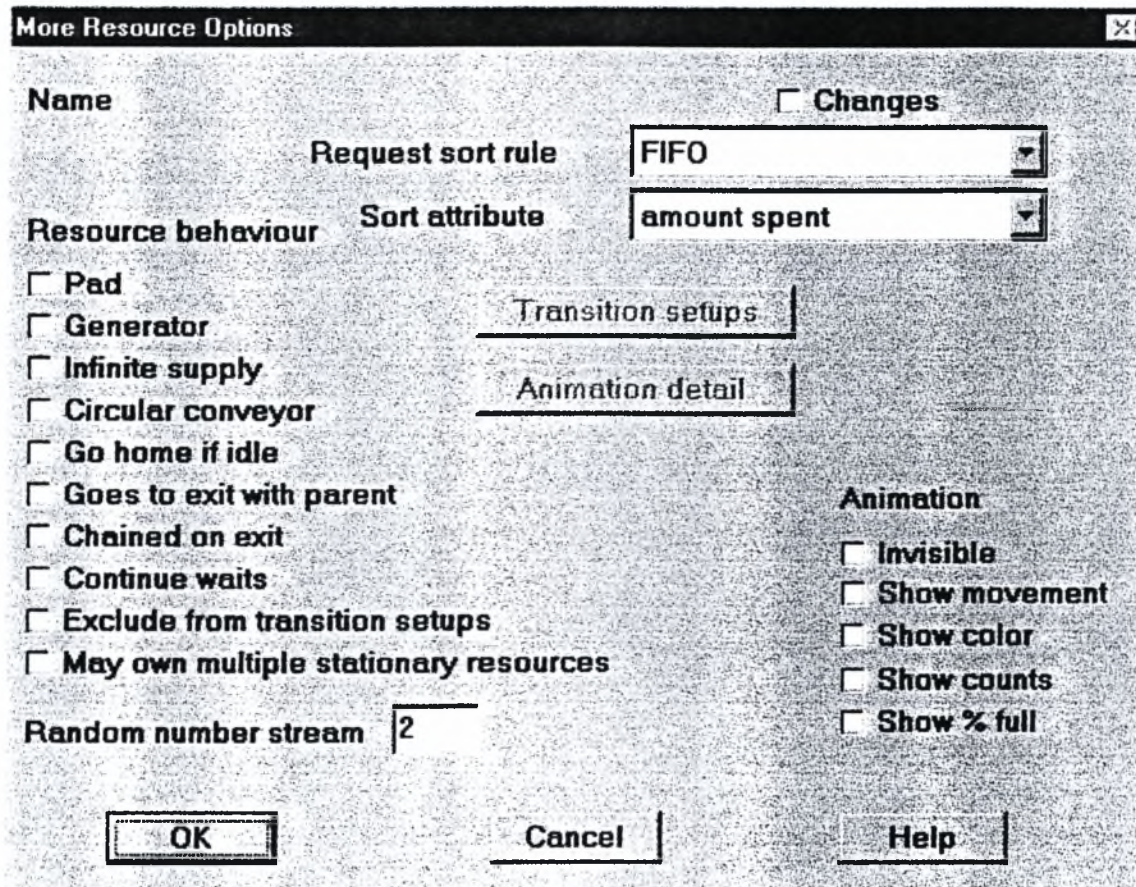 More Resource Options
Name
Changes
Request sort rule FIFO
Sort attribute amount spent
Resource behaviour
Pad
Generator
Infinite supply
Circular conveyor
Go home if idle
Goes to exit with parent
Chained on exit
Continue waits
Exclude from transition setups
May own multiple stationary resources
Random number stream 2
Transition setups
Animation detail
Animation
Invisible
Show movement
Show color
Show counts
Show % full
OK Cancel Help